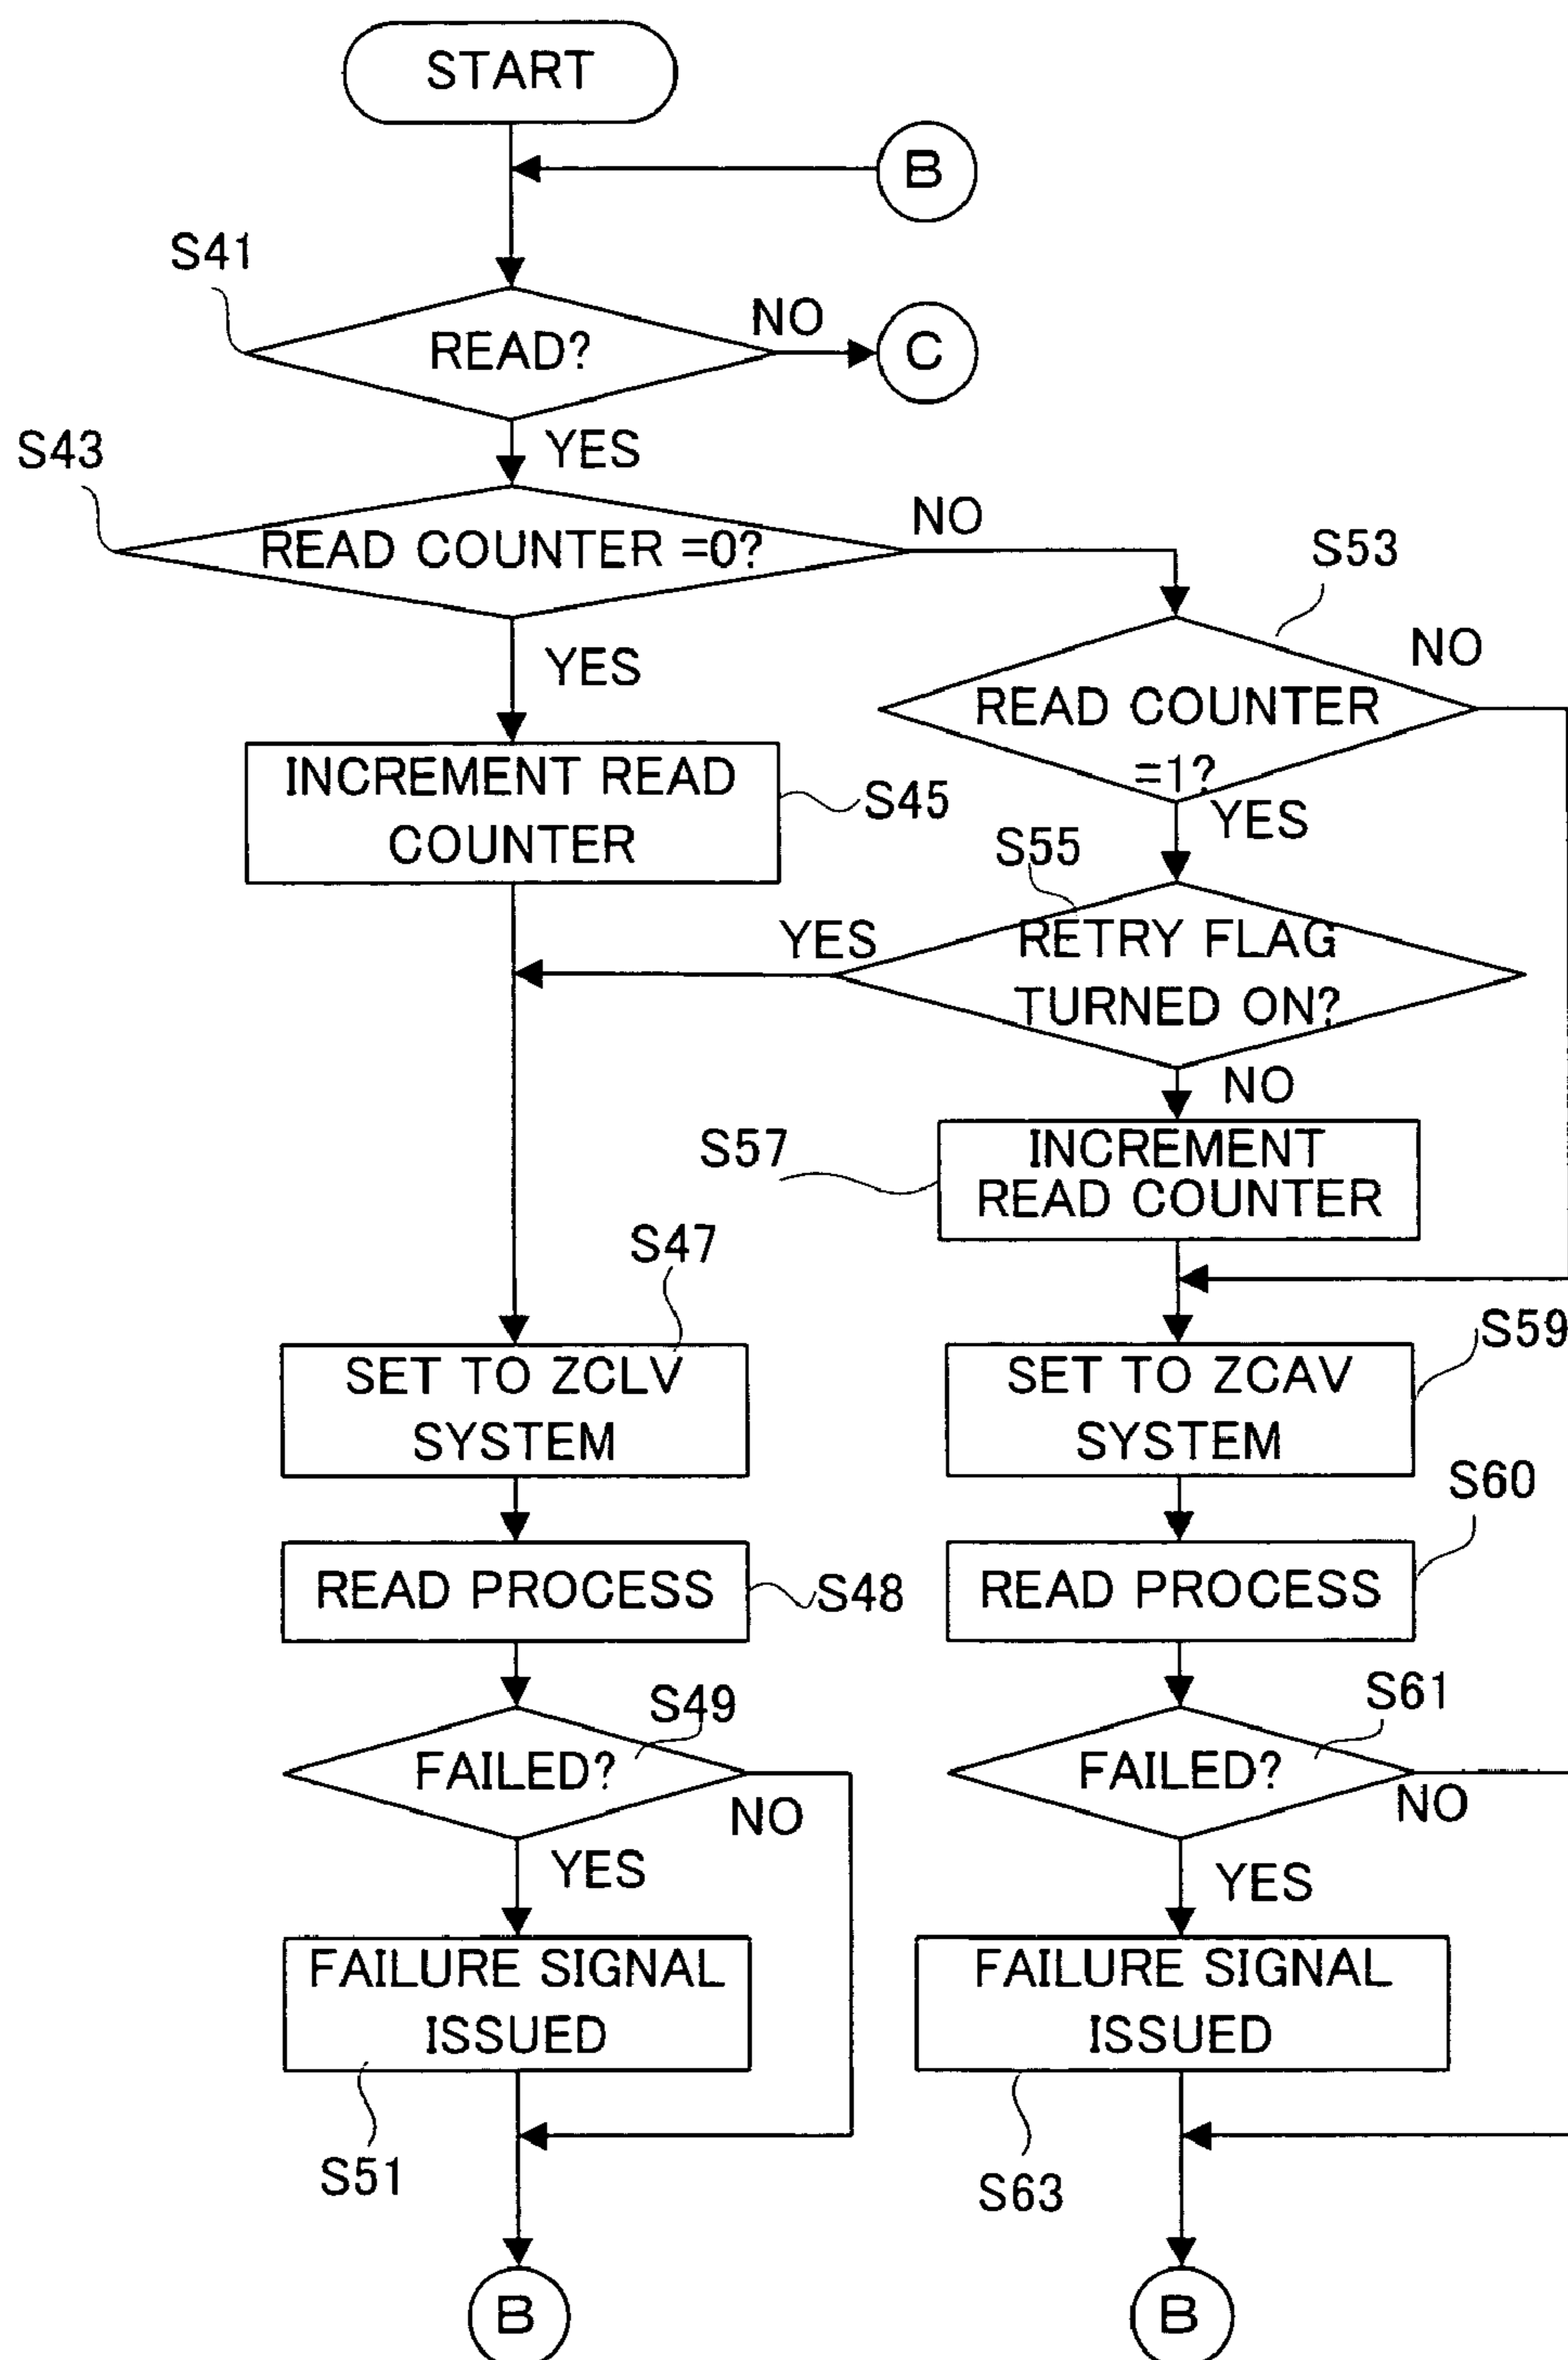 START
B
S41
READ?
NO
C
YES
S43
READ COUNTER =0?
NO
S53
YES
READ COUNTER
=1?
NO
INCREMENT READ
COUNTER
S45
YES
S55
RETRY FLAG
TURNED ON?
YES
NO
S57
INCREMENT
READ COUNTER
S47
SET TO ZCLV
SYSTEM
S59
SET TO ZCAV
SYSTEM
S60
READ PROCESS
S48
READ PROCESS
S49
FAILED?
NO
S61
FAILED?
NO
YES
YES
FAILURE SIGNAL
ISSUED
FAILURE SIGNAL
ISSUED
S51
S63
B
B